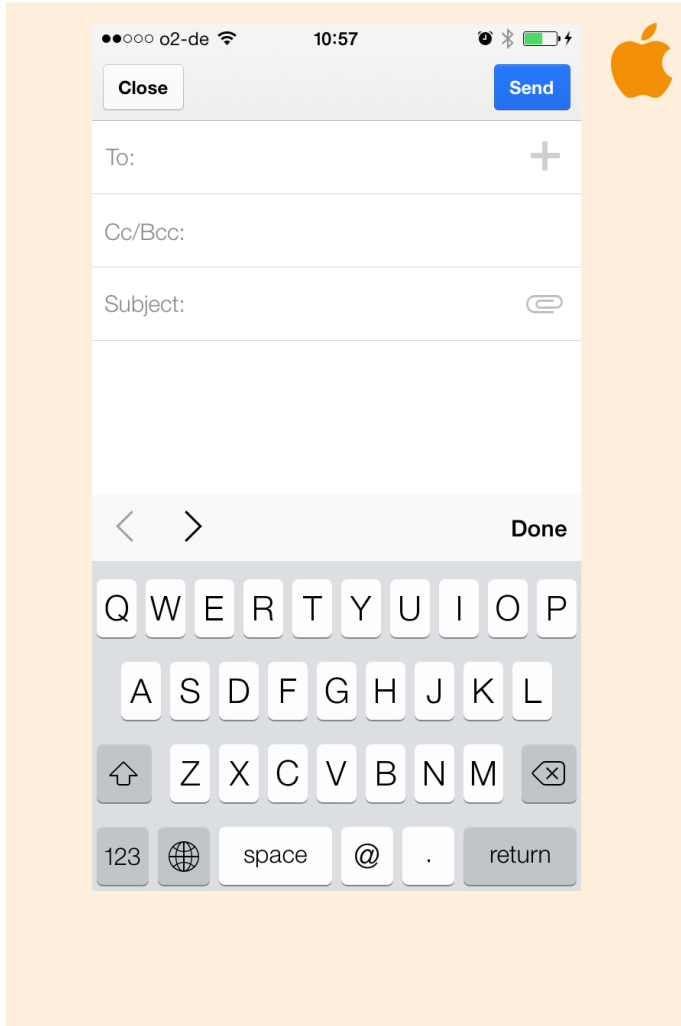 o2-de 10:57
Close Send
To:
Cc/Bcc:
Subject:
Done
Q W E R T Y U I O P
A S D F G H J K L
Z X C V B N M
123 space @ . return